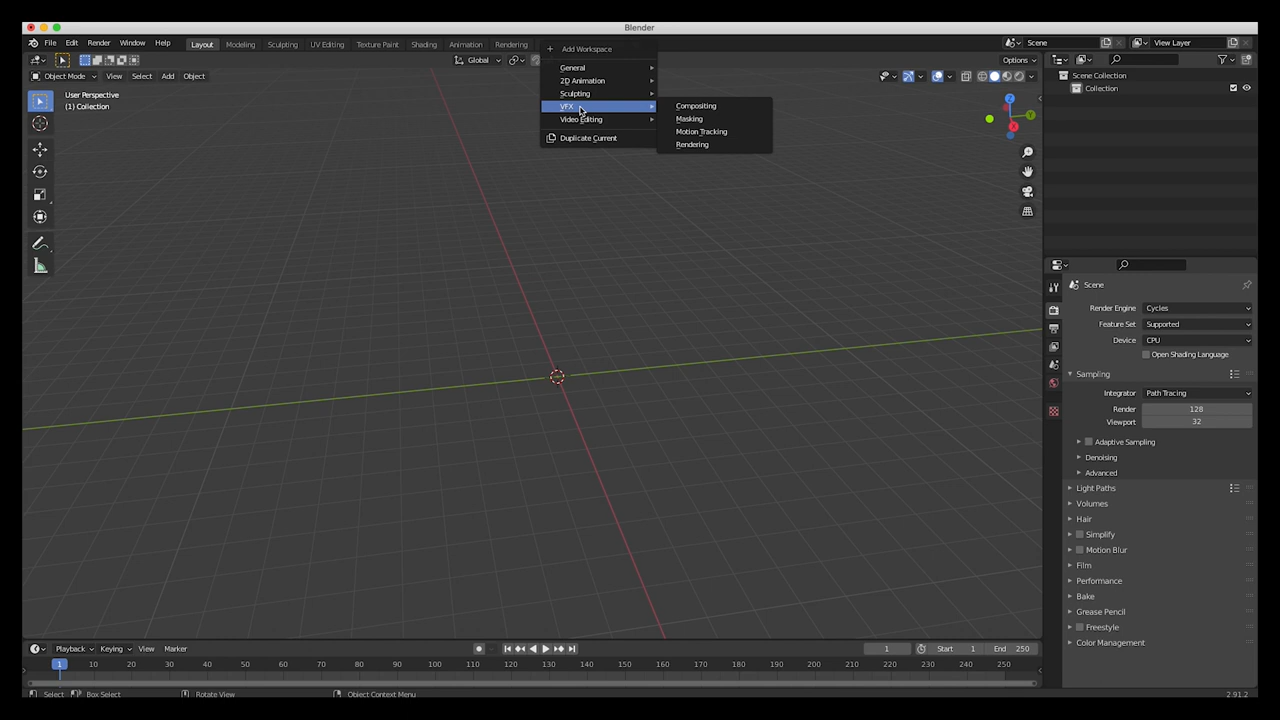 Blender
File Edit Render Window Help Layout Modeling Sculpting UV Editing Texture Paint Shading Animation Rendering Scene View Layer
+ Add Workspace
Global Options
General
2D Animation
Sculpting
VFX
Video Editing
Duplicate Current
Compositing
Masking
Motion Tracking
Rendering
Object Mode View Select Add Object
User Perspective
(1) Collection
X
Y
Scene Collection
Collection
Scene
Render Engine Cycles
Feature Set Supported
Device CPU
Open Shading Language
Sampling
Integrator Path Tracing
Render 128
Viewport 32
Adaptive Sampling
Denoising
Advanced
Light Paths
Volumes
Hair
Simplify
Motion Blur
Film
Performance
Bake
Grease Pencil
Freestyle
Color Management
Playback Keying View Marker 1 Start 1 End 250
1 10 20 30 40 50 60 70 80 90 100 110 120 130 140 150 160 170 180 190 200 210 220 230 240 250
Select Box Select Rotate View Object Context Menu 2.91.2